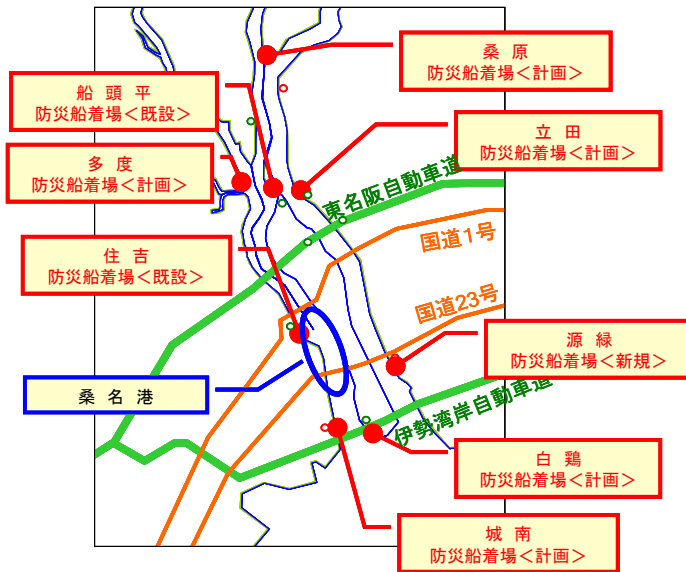 桑原
防災船着場＜計画＞
船頭平
防災船着場＜既設＞
立田
防災船着場＜計画＞
多度
防災船着場＜計画＞
東名阪自動車道
国道1号
住吉
防災船着場＜既設＞
国道23号
源緑
防災船着場＜新規＞
桑名港
伊勢湾岸自動車道
白鶏
防災船着場＜計画＞
城南
防災船着場＜計画＞